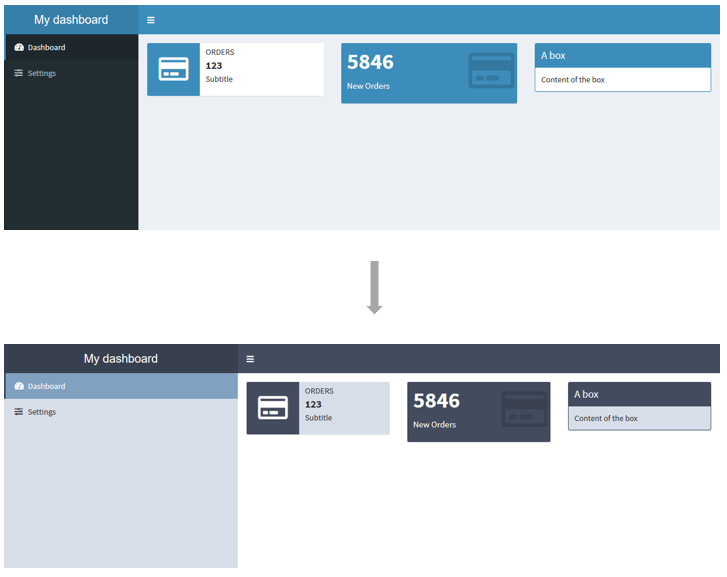 My dashboard
Dashboard
Settings
ORDERS
123
Subtitle
5846
New Orders
A box
Content of the box
My dashboard
Dashboard
Settings
ORDERS
123
Subtitle
5846
New Orders
A box
Content of the box